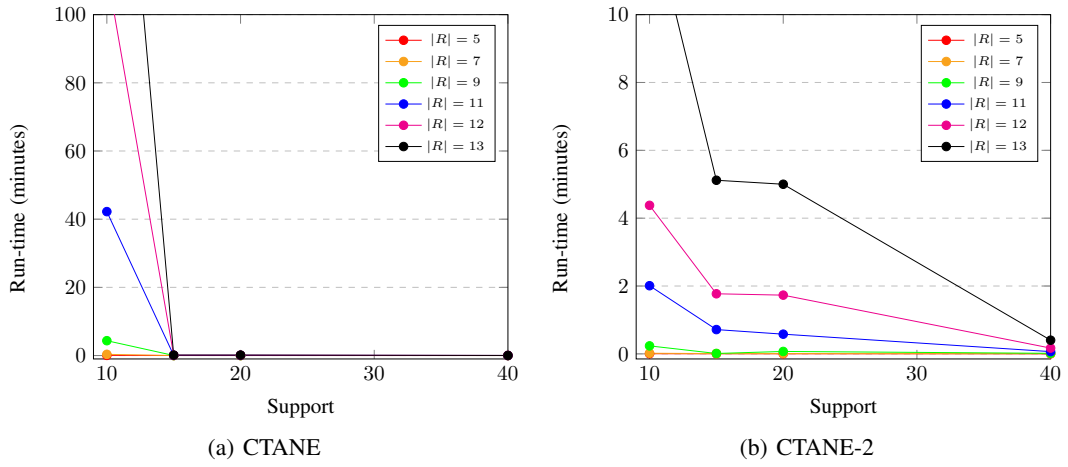 100
80
60
40
20
0
10
20
30
40
Run-time (minutes)
Support
|R| = 5
|R| = 7
|R| = 9
|R| = 11
|R| = 12
|R| = 13
(a) CTANE
10
8
6
4
2
0
10
20
30
40
Run-time (minutes)
Support
|R| = 5
|R| = 7
|R| = 9
|R| = 11
|R| = 12
|R| = 13
(b) CTANE-2